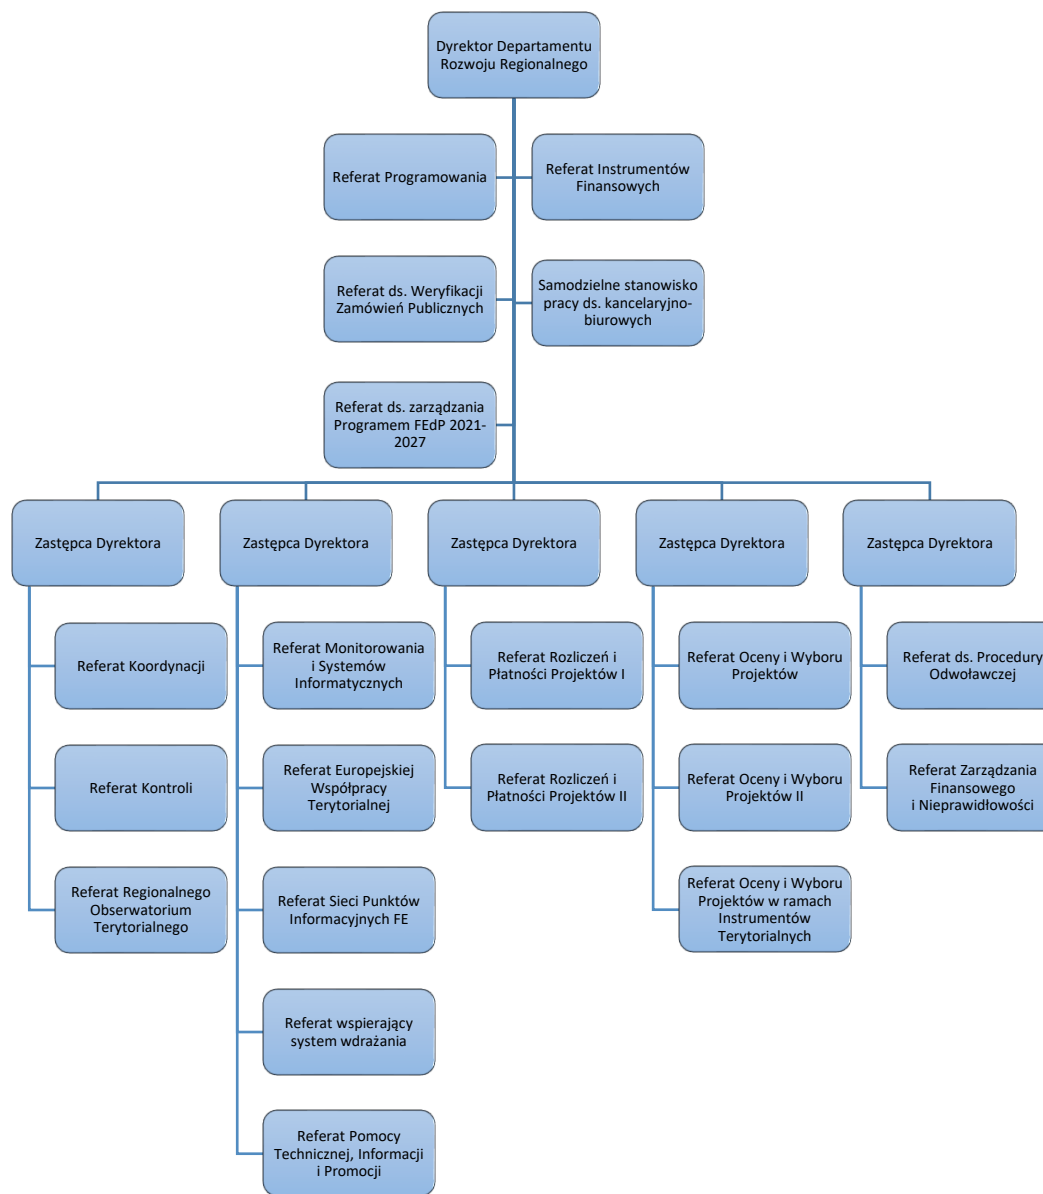 Dyrektor Departamentu
Rozwoju Regionalnego
Referat Programowania
Referat Instrumentów
Finansowych
Referat ds. Weryfikacji
Zamówień Publicznych
Samodzielne stanowisko
pracy ds. kancelaryjno-
biurowych
Referat ds. zarządzania
Programem FEdP 2021-
2027
Zastępca Dyrektora
Zastępca Dyrektora
Zastępca Dyrektora
Zastępca Dyrektora
Zastępca Dyrektora
Referat Koordynacji
Referat Monitorowania
i Systemów
Informatycznych
Referat Rozliczeń i
Płatności Projektów I
Referat Oceny i Wyboru
Projektów
Referat ds. Procedury
Odwoławczej
Referat Kontroli
Referat Europejskiej
Współpracy
Terytorialnej
Referat Rozliczeń i
Płatności Projektów II
Referat Oceny i Wyboru
Projektów II
Referat Zarządzania
Finansowego
i Nieprawidłowości
Referat Regionalnego
Obserwatorium
Terytorialnego
Referat Sieci Punktów
Informacyjnych FE
Referat Oceny i Wyboru
Projektów w ramach
Instrumentów
Terytorialnych
Referat wspierający
system wdrażania
Referat Pomocy
Technicznej, Informacji
i Promocji